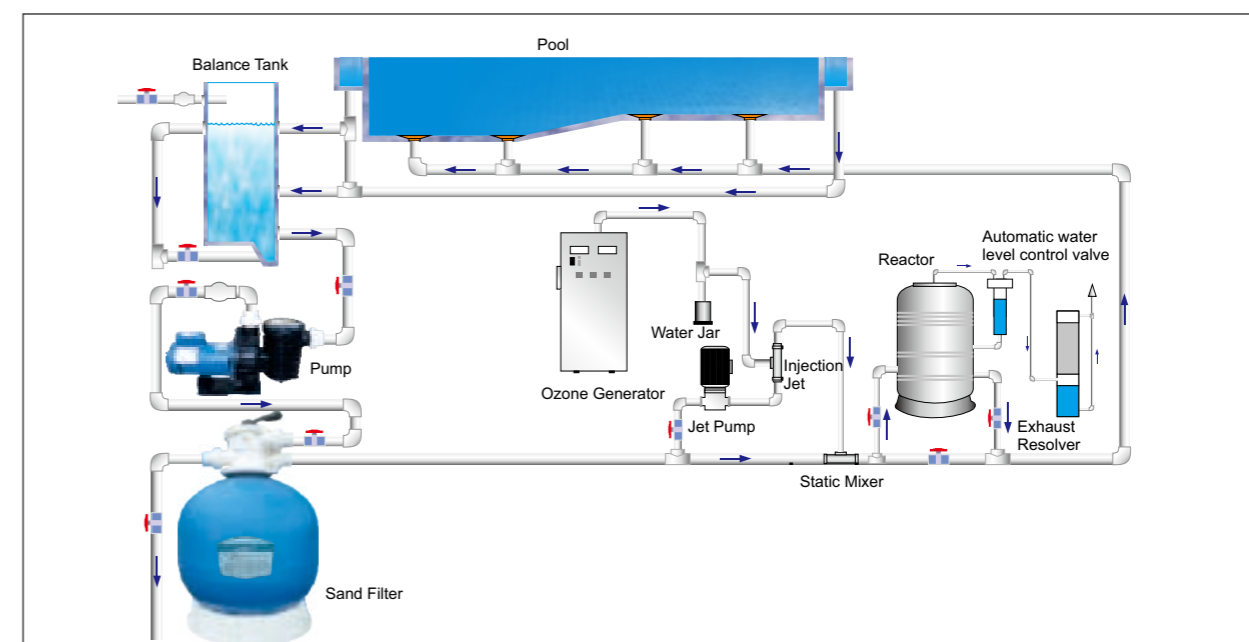 Pool
Balance Tank
Automatic water
level control valve
Reactor
Water Jar
Injection
Jet
Pump
Ozone Generator
Jet Pump
Exhaust
Resolver
Static Mixer
Sand Filter